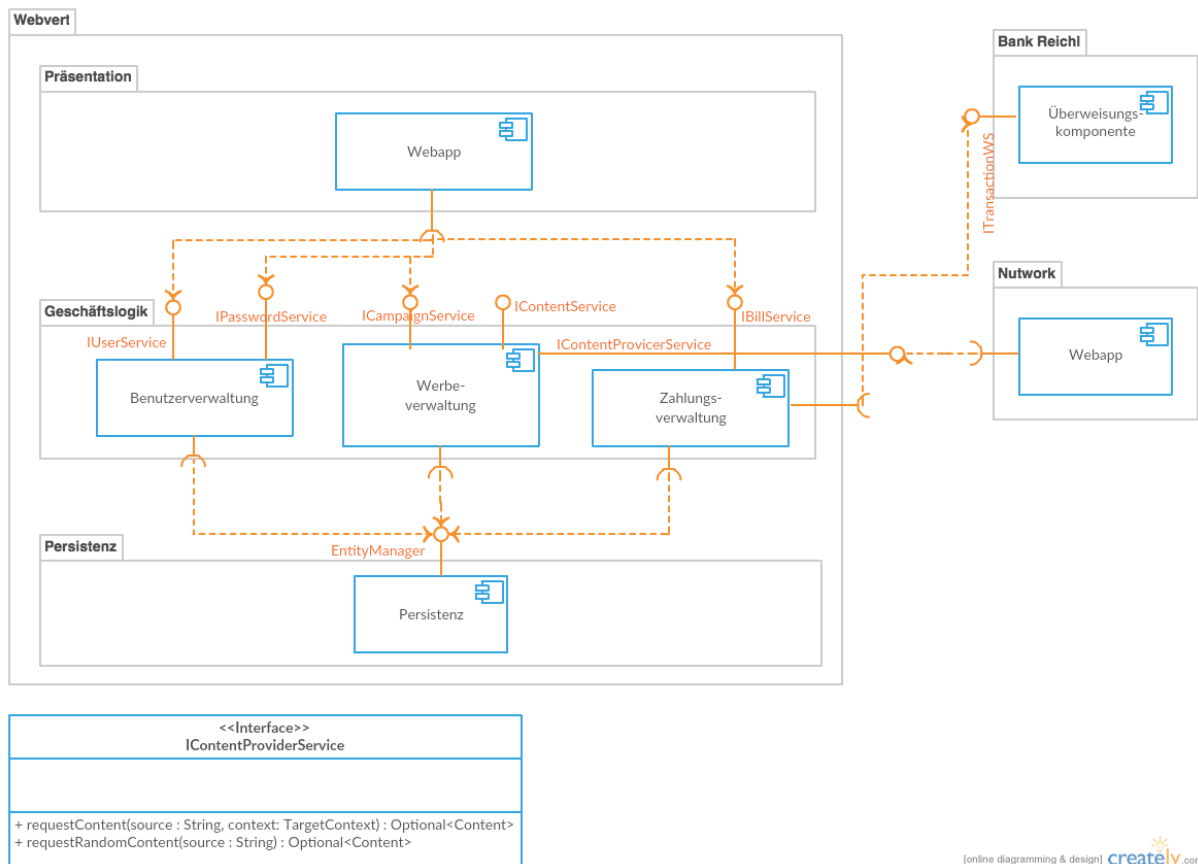 Webvert
Bank Reichl
Präsentation
Webapp
Überweisungs-
komponente
ITransactionWS
Nutwork
Geschäftslogik
IUserService
IPasswordService
ICampaignService
IContentService
IBillService
IContentProvicerService
Webapp
Benutzerverwaltung
Werbe-
verwaltung
Zahlungs-
verwaltung
Persistenz
EntityManager
Persistenz
<<Interface>>
IContentProviderService
+ requestContent(source : String, context: TargetContext) : Optional<Content>
+ requestRandomContent(source : String) : Optional<Content>
[online diagramming & design] creately.com